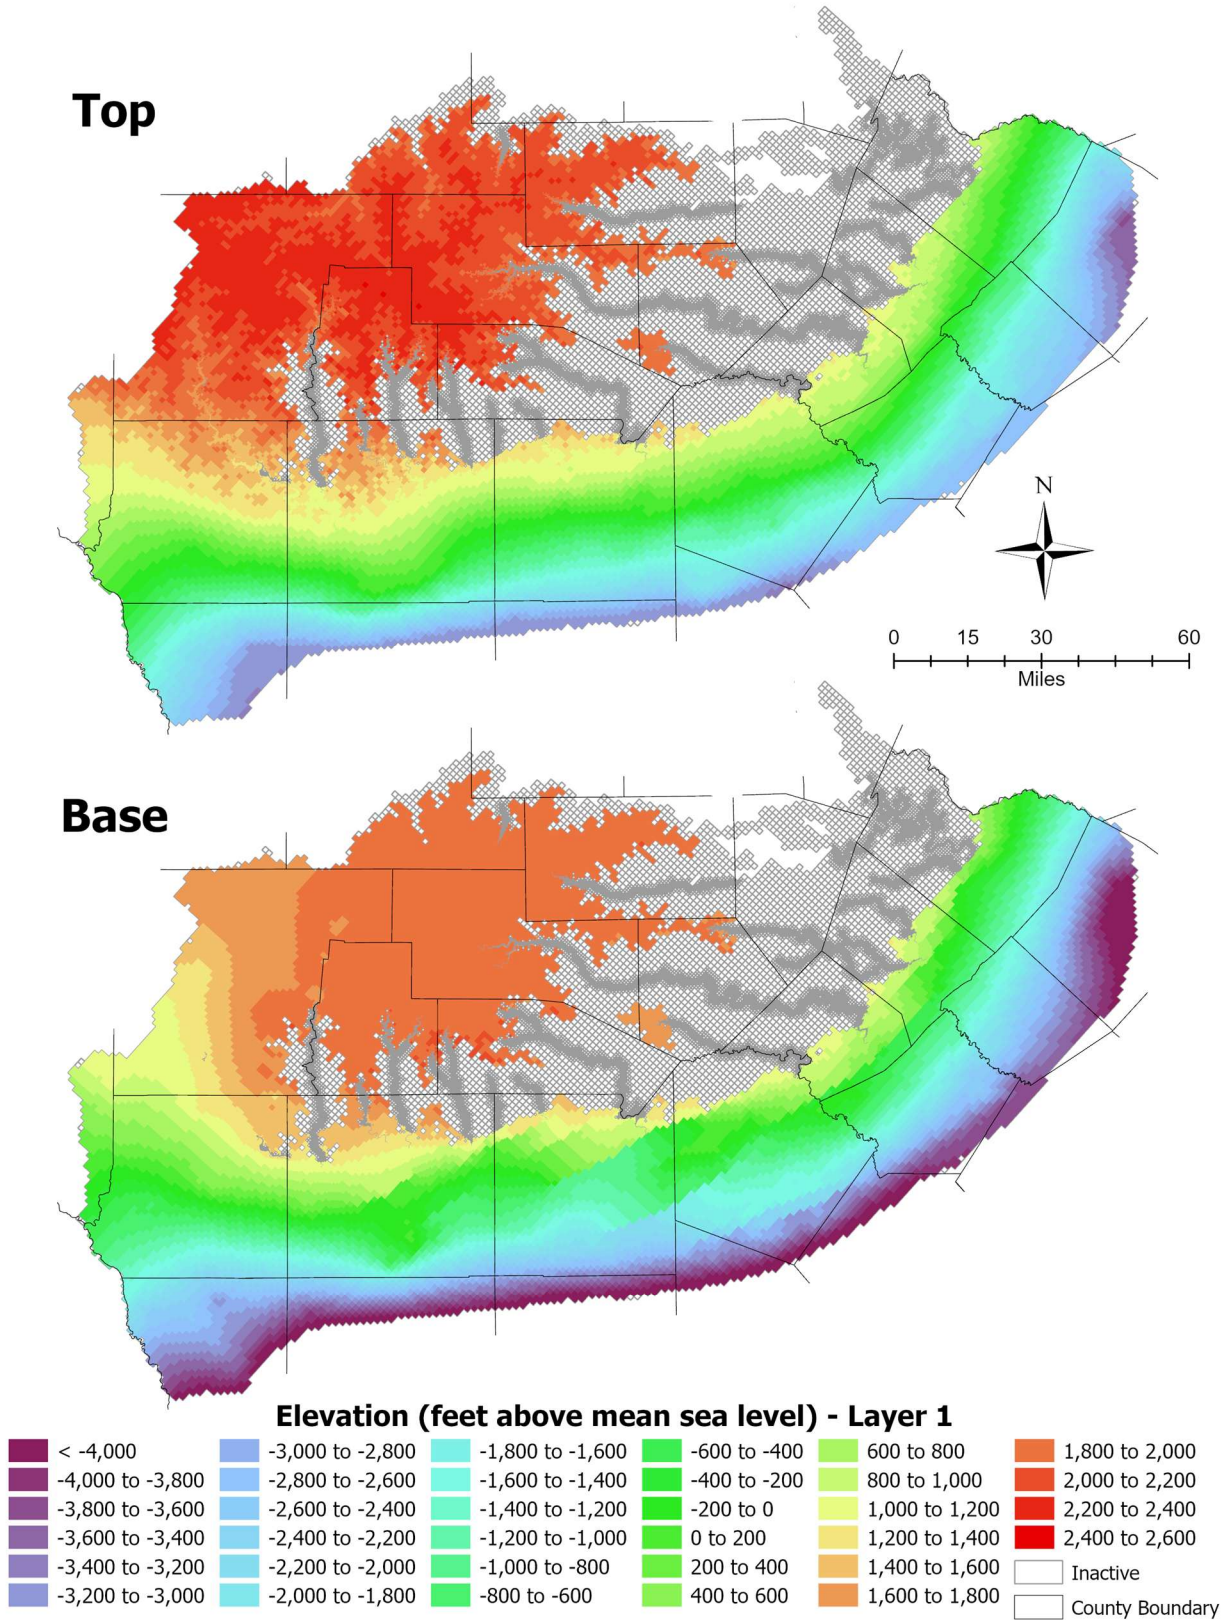 Top
N
0 15 30 60
Miles
Base
Elevation (feet above mean sea level) - Layer 1
< -4,000
-4,000 to -3,800
-3,800 to -3,600
-3,600 to -3,400
-3,400 to -3,200
-3,200 to -3,000
-3,000 to -2,800
-2,800 to -2,600
-2,600 to -2,400
-2,400 to -2,200
-2,200 to -2,000
-2,000 to -1,800
-1,800 to -1,600
-1,600 to -1,400
-1,400 to -1,200
-1,200 to -1,000
-1,000 to -800
-800 to -600
-600 to -400
-400 to -200
-200 to 0
0 to 200
200 to 400
400 to 600
600 to 800
800 to 1,000
1,000 to 1,200
1,200 to 1,400
1,400 to 1,600
1,600 to 1,800
1,800 to 2,000
2,000 to 2,200
2,200 to 2,400
2,400 to 2,600
Inactive
County Boundary